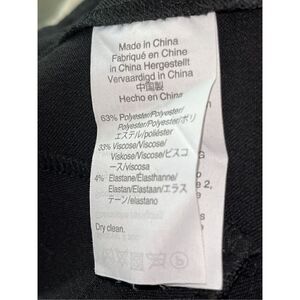 Made in China
Fabriqué en Chine
in China Hergestellt
Vervaardigd in China
中国製
Hecho en China
63% Polyester/Polyester/
Polyester/Polyester/ポリ
エステル/poliéster
33% Viscose/Viscose/
Viskose/Viscose/ビスコ
ース/viscosa
4% Elastane/Élasthanne/
Elastan/Elastaan/エラス
テーン/elastano
Dry clean.